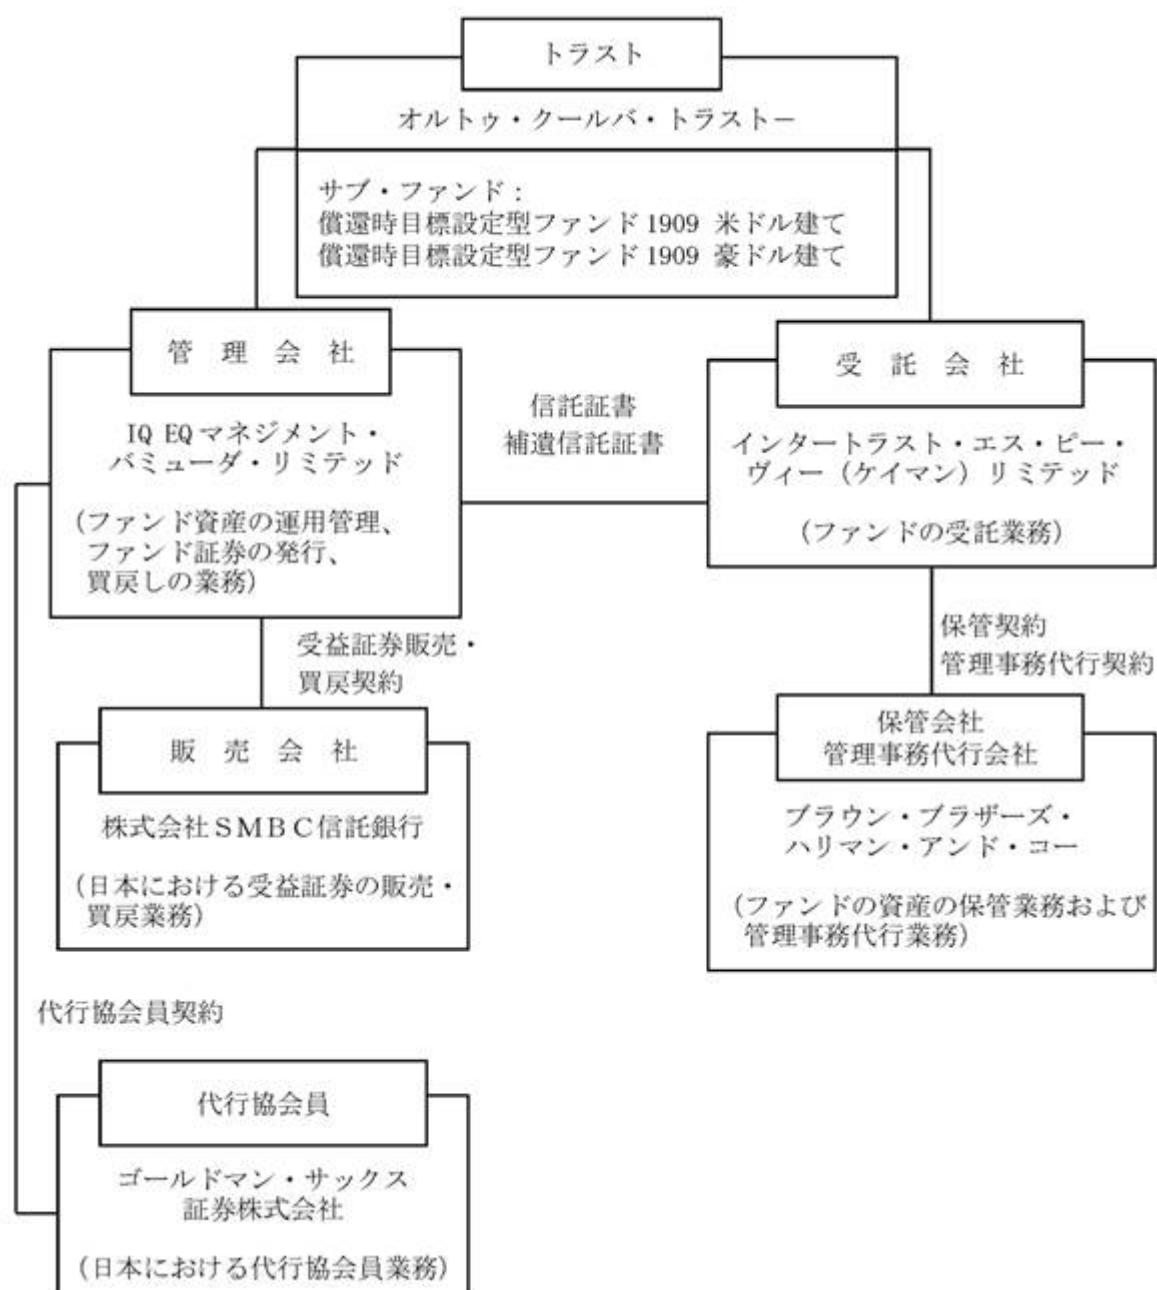 トラスト
オルトゥ・クールバ・トラスト－
サブ・ファンド：
償還時目標設定型ファンド 1909 米ドル建て
償還時目標設定型ファンド 1909 豪ドル建て
管 理 会 社
IQ EQ マネジメント・
バミューダ・リミテッド
（ファンド資産の運用管理、
ファンド証券の発行、
買戻しの業務）
信託証書
補遺信託証書
受 託 会 社
インタートラスト・エス・ピー・
ヴィー（ケイマン）リミテッド
（ファンドの受託業務）
受益証券販売・
買戻契約
保管契約
管理事務代行契約
販 売 会 社
株式会社ＳＭＢＣ信託銀行
（日本における受益証券の販売・
買戻業務）
保管会社
管理事務代行会社
ブラウン・ブラザーズ・
ハリマン・アンド・コー
（ファンドの資産の保管業務および
管理事務代行業務）
代行協会員契約
代行協会員
ゴールドマン・サックス
証券株式会社
（日本における代行協会員業務）